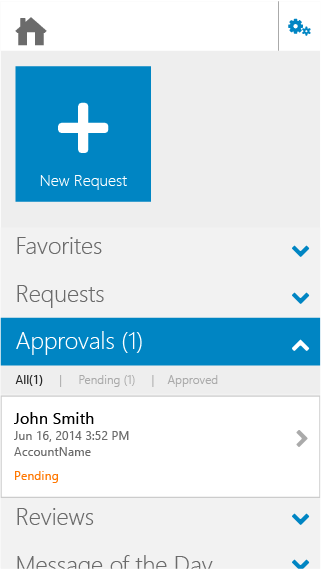 New Request
Favorites
Requests
Approvals (1)
All(1) | Pending (1) | Approved
John Smith
Jun 16, 2014 3:52 PM
AccountName
Pending
Reviews
Message of the Day